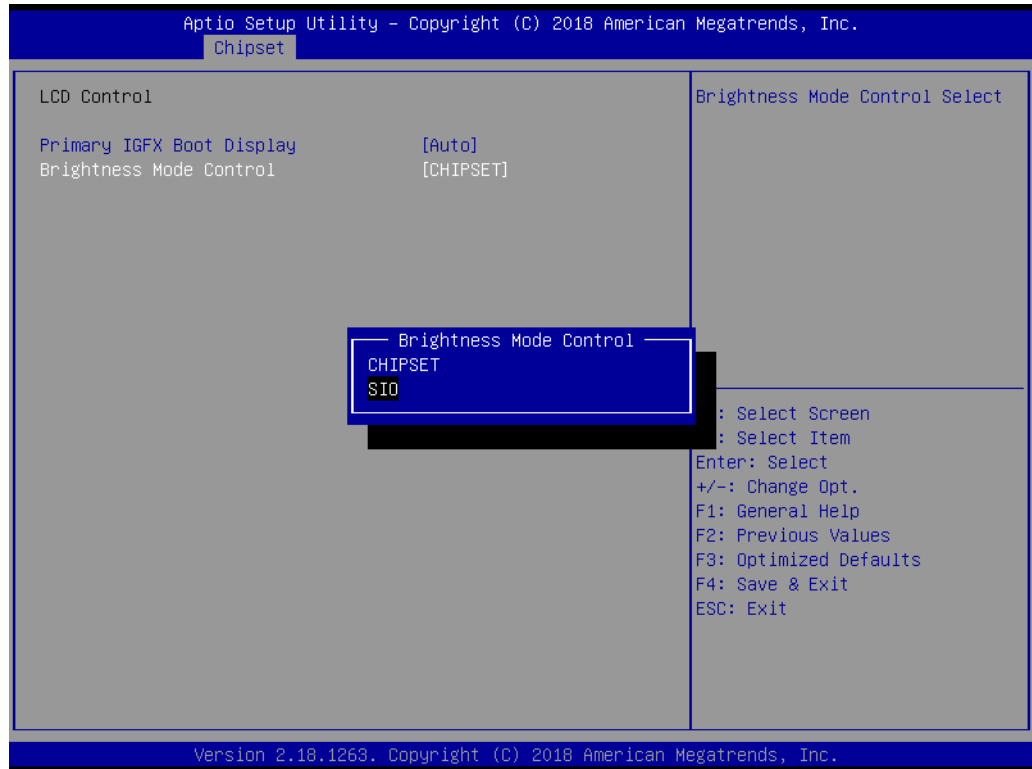 Aptio Setup Utility – Copyright (C) 2018 American Megatrends, Inc.
Chipset
LCD Control
Primary IGFX Boot Display [Auto]
Brightness Mode Control [CHIPSET]
Brightness Mode Control Select
Brightness Mode Control
CHIPSET
SIO
: Select Screen
: Select Item
Enter: Select
+/-: Change Opt.
F1: General Help
F2: Previous Values
F3: Optimized Defaults
F4: Save & Exit
ESC: Exit
Version 2.18.1263. Copyright (C) 2018 American Megatrends, Inc.